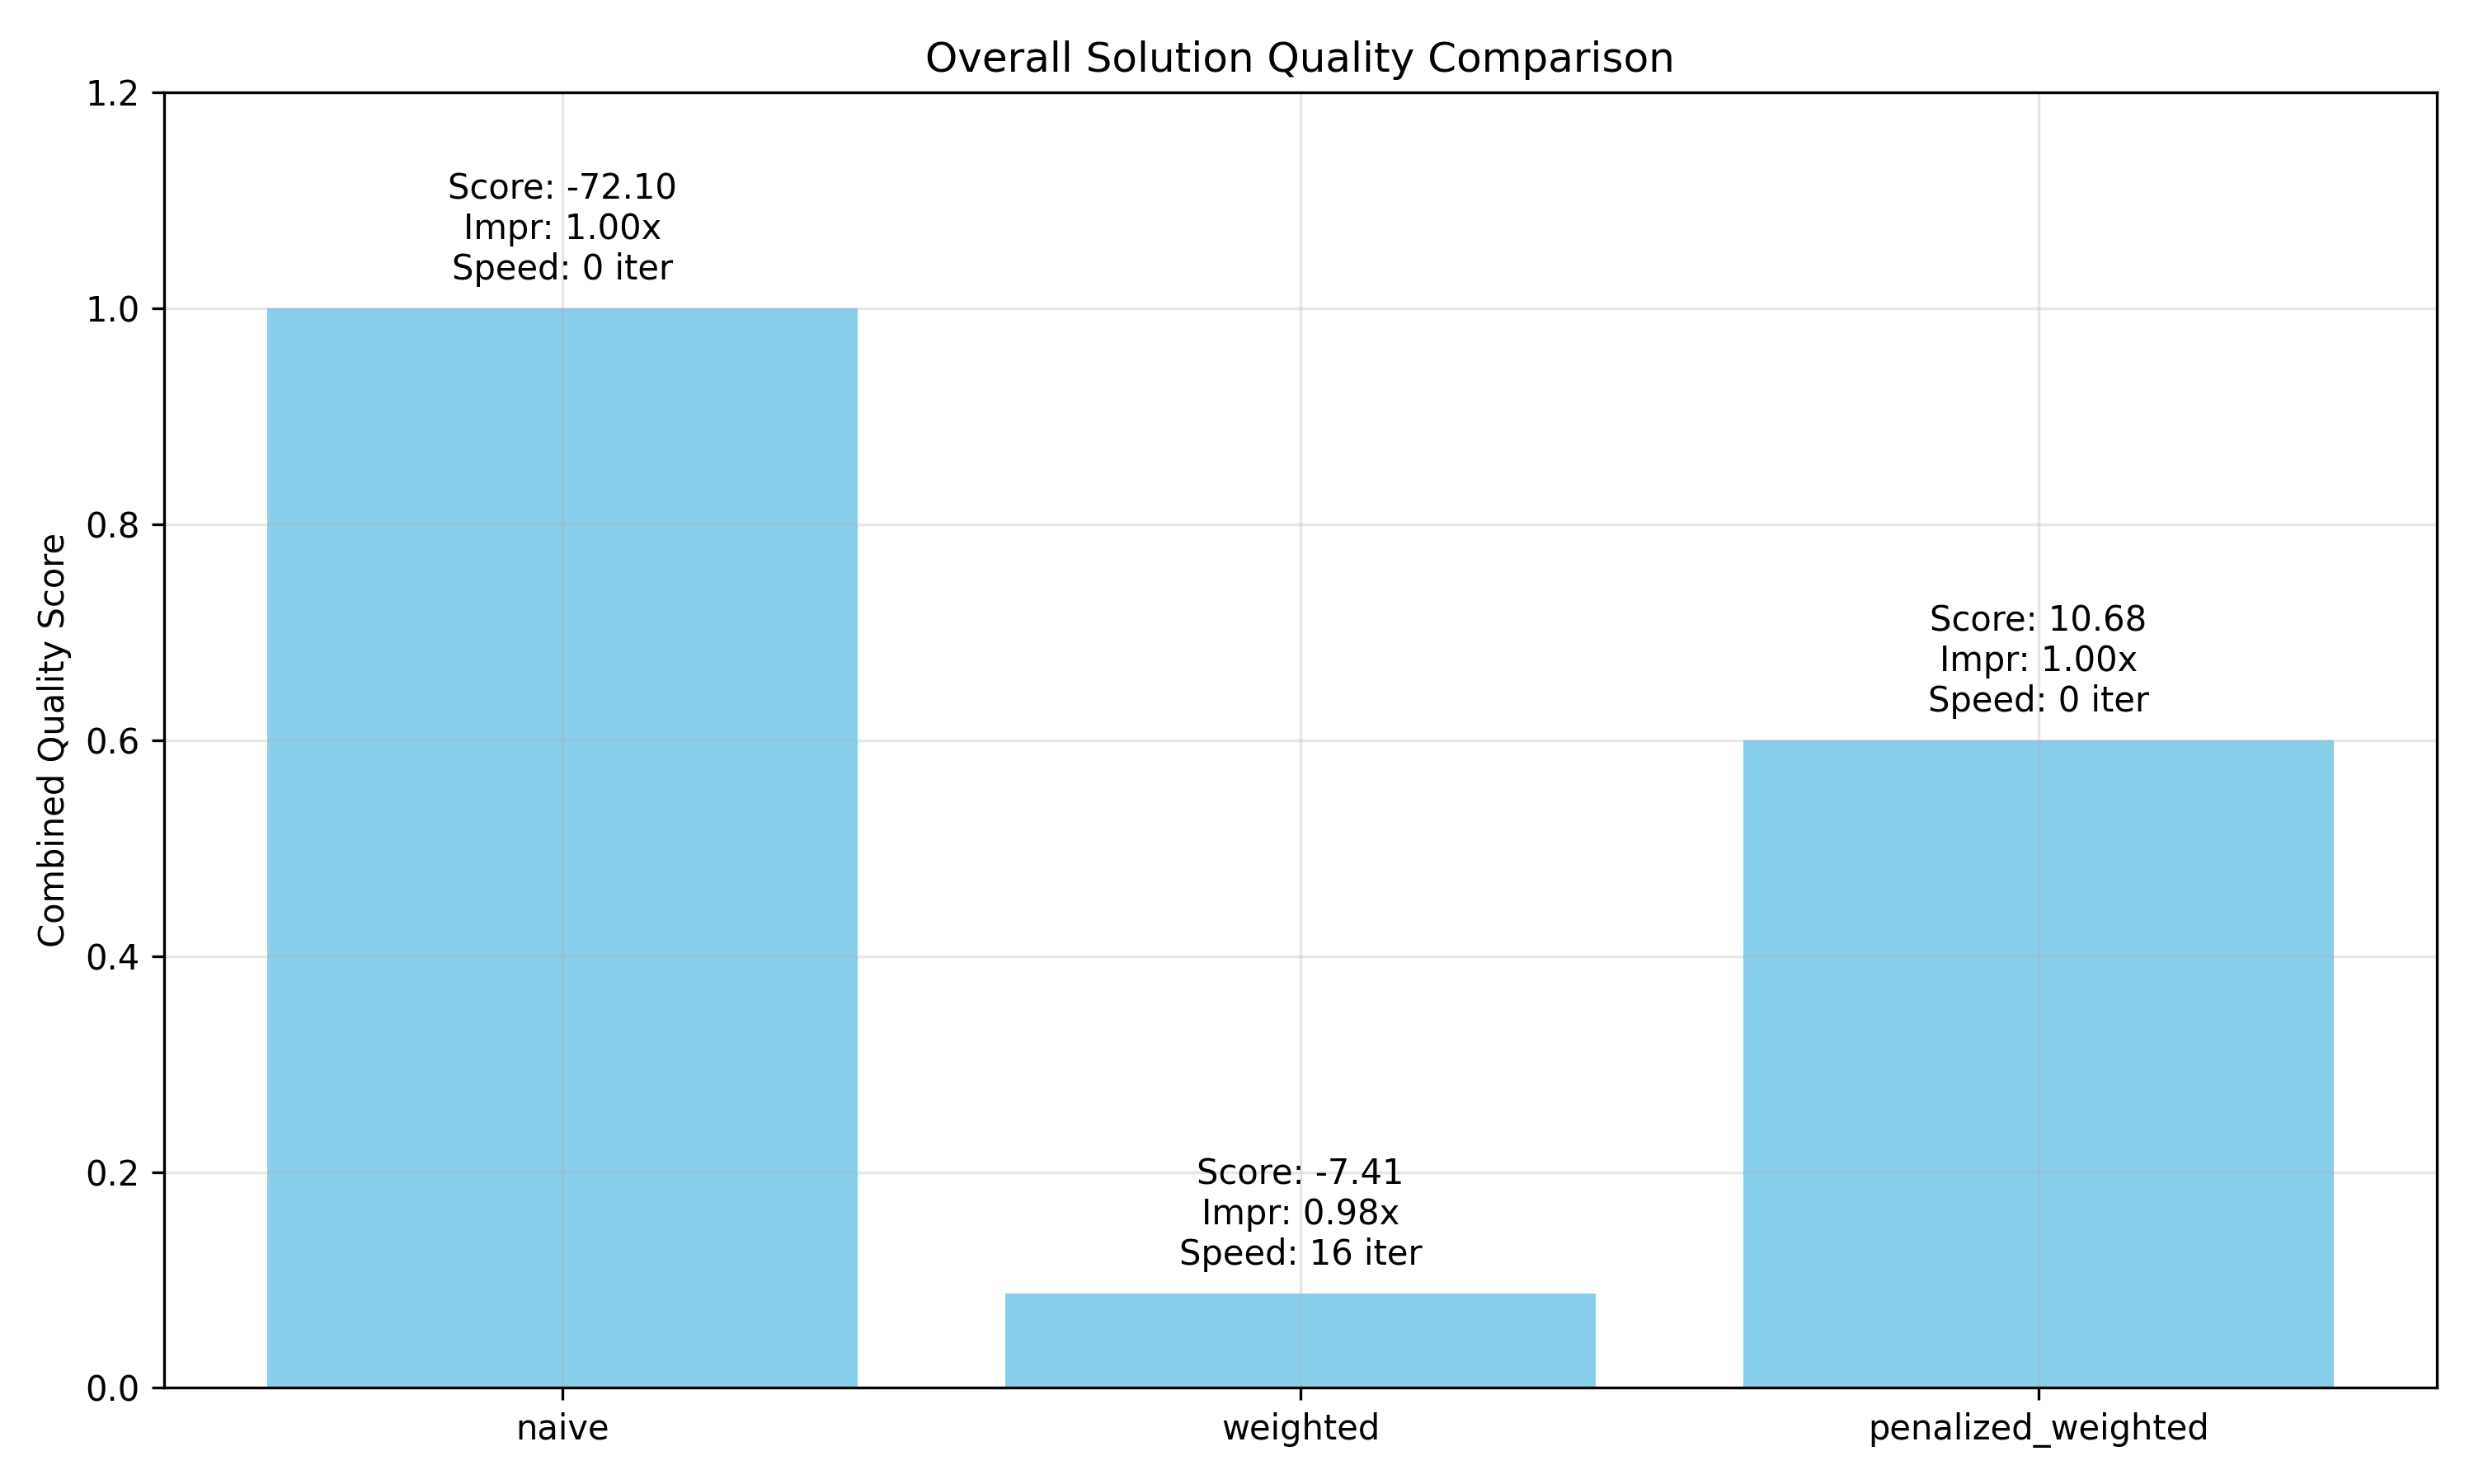 Overall Solution Quality Comparison
Combined Quality Score
1.2
1.0
0.8
0.6
0.4
0.2
0.0
Score: -72.10
Impr: 1.00x
Speed: 0 iter
Score: -7.41
Impr: 0.98x
Speed: 16 iter
Score: 10.68
Impr: 1.00x
Speed: 0 iter
naive
weighted
penalized_weighted